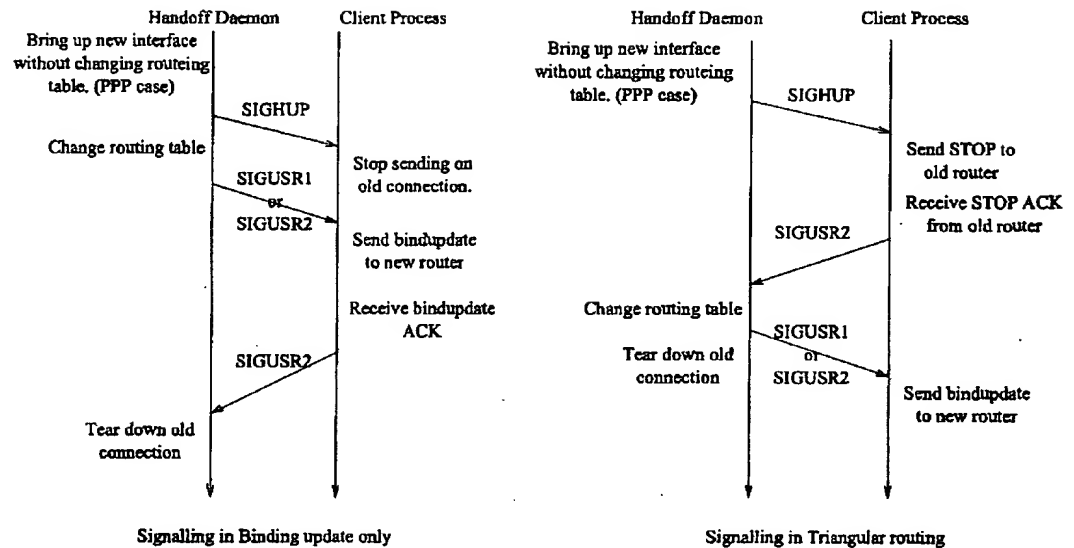 Handoff Daemon
Client Process
Bring up new interface
without changing routeing
table. (PPP case)
SIGHUP
Change routing table
Stop sending on
old connection.
SIGUSR1
or
SIGUSR2
Send bindupdate
to new router
Receive bindupdate
ACK
SIGUSR2
Tear down old
connection
Signalling in Binding update only
Handoff Daemon
Client Process
Bring up new interface
without changing routeing
table. (PPP case)
SIGHUP
Send STOP to
old router
Receive STOP ACK
from old router
SIGUSR2
Change routing table
SIGUSR1
or
SIGUSR2
Tear down old
connection
Send bindupdate
to new router
Signalling in Triangular routing